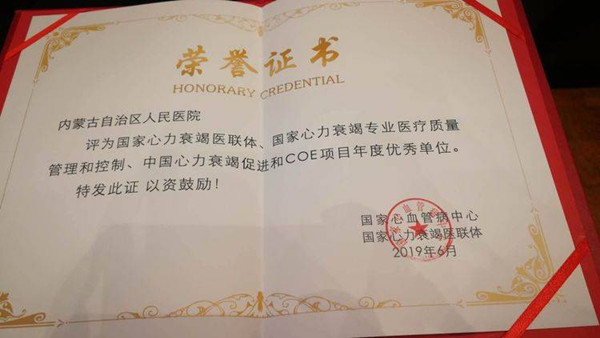 荣誉证书
HONORARY CREDENTIAL
内蒙古自治区人民医院
评为国家心力衰竭医联体、国家心力衰竭专业医疗质量
管理和控制、中国心力衰竭促进和COE项目年度优秀单位。
特发此证 以资鼓励!
国家心血管病中心
国家心力衰竭医联体
2019年6月